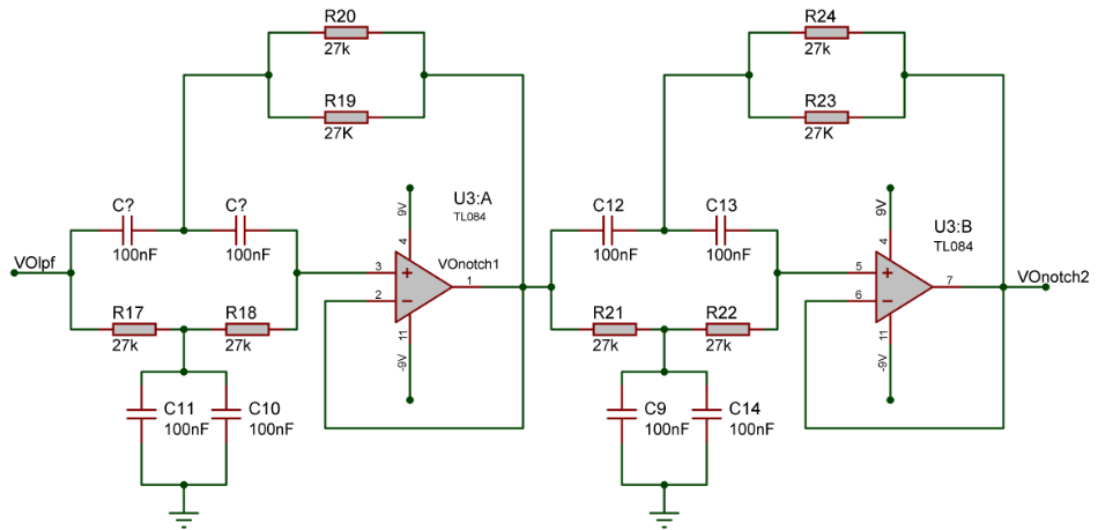 R20
27k
R19
27K
C?
100nF
C?
100nF
VOlpf
R17
27k
R18
27k
C11
100nF
C10
100nF
9V
4
U3:A
TL084
3
2
VOnotch1
1
11
-9V
R24
27k
R23
27K
C12
100nF
C13
100nF
R21
27k
R22
27k
C9
100nF
C14
100nF
9V
4
U3:B
TL084
5
6
7
VOnotch2
11
-9V